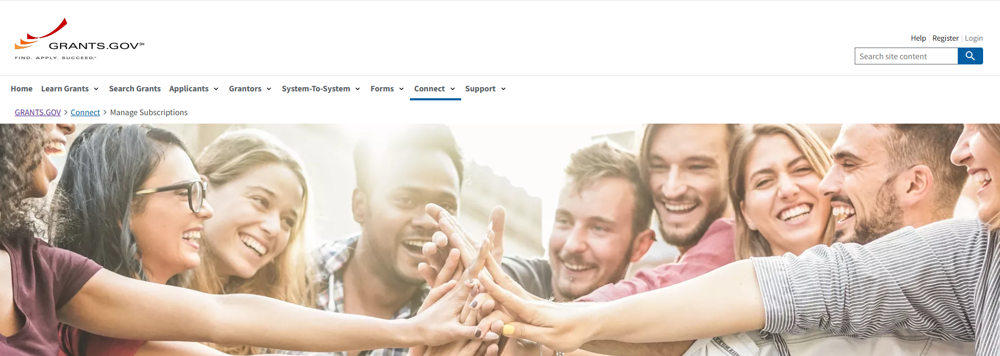 GRANTS.GOV℠
FIND. APPLY. SUCCEED.℠
Help | Register | Login
Search site content
Home Learn Grants Search Grants Applicants Grantors System-To-System Forms Connect Support
GRANTS.GOV > Connect > Manage Subscriptions